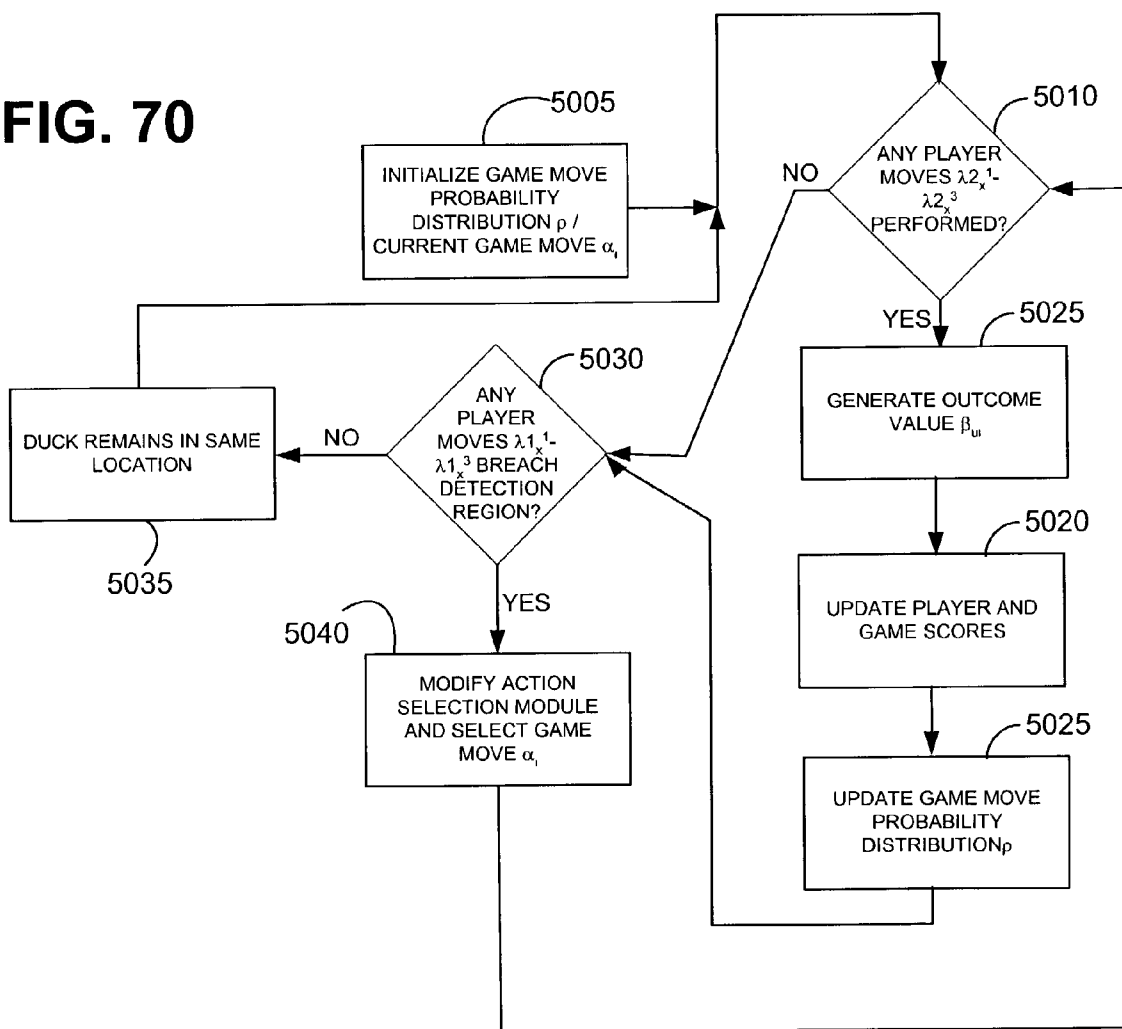 FIG. 70
5005
INITIALIZE GAME MOVE
PROBABILITY
DISTRIBUTION ρ /
CURRENT GAME MOVE αᵢ
5010
ANY PLAYER
MOVES λ2ₓ¹-
λ2ₓ³
PERFORMED?
NO
YES
5025
GENERATE OUTCOME
VALUE βᵤᵢ
5020
UPDATE PLAYER AND
GAME SCORES
5025
UPDATE GAME MOVE
PROBABILITY
DISTRIBUTIONρ
5030
ANY
PLAYER
MOVES λ1ₓ¹-
λ1ₓ³ BREACH
DETECTION
REGION?
NO
YES
DUCK REMAINS IN SAME
LOCATION
5035
5040
MODIFY ACTION
SELECTION MODULE
AND SELECT GAME
MOVE αᵢ